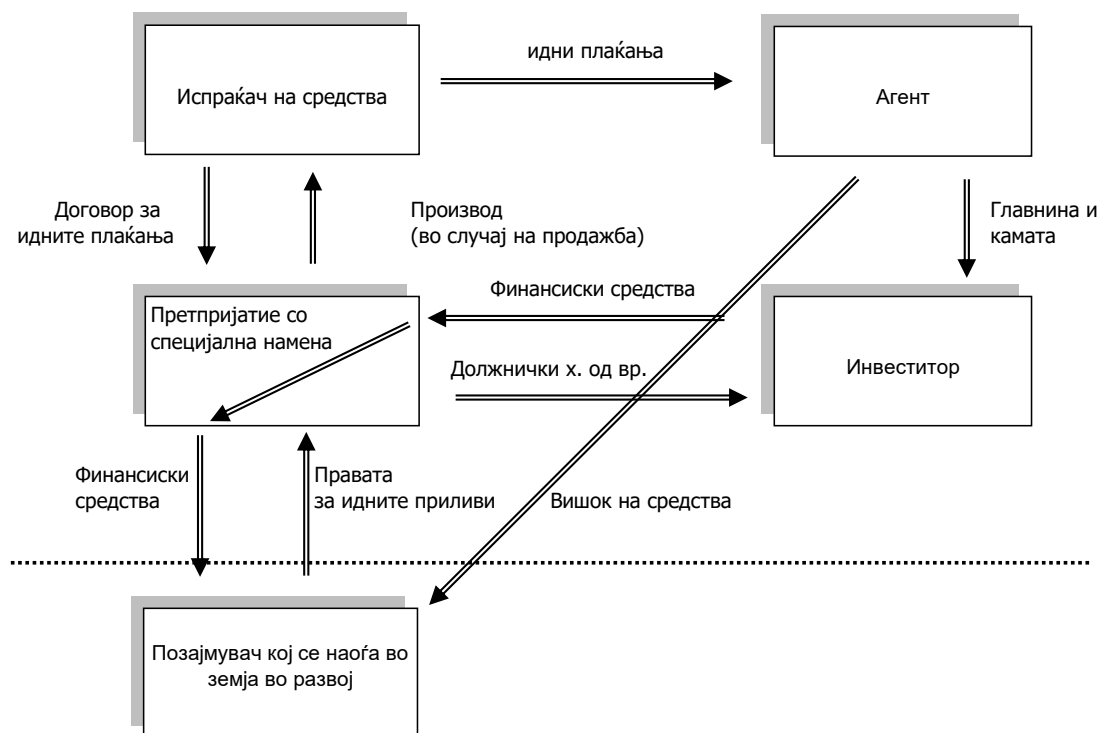 идни плаќања
Испраќач на средства
Агент
Договор за
идните плаќања
Производ
(во случај на продажба)
Главнина и
камата
Финансиски средства
Претпријатие со
специјална намена
Должнички х. од вр.
Инвеститор
Финансиски
средства
Правата
за идните приливи
Вишок на средства
Позајмувач кој се наоѓа во
земја во развој